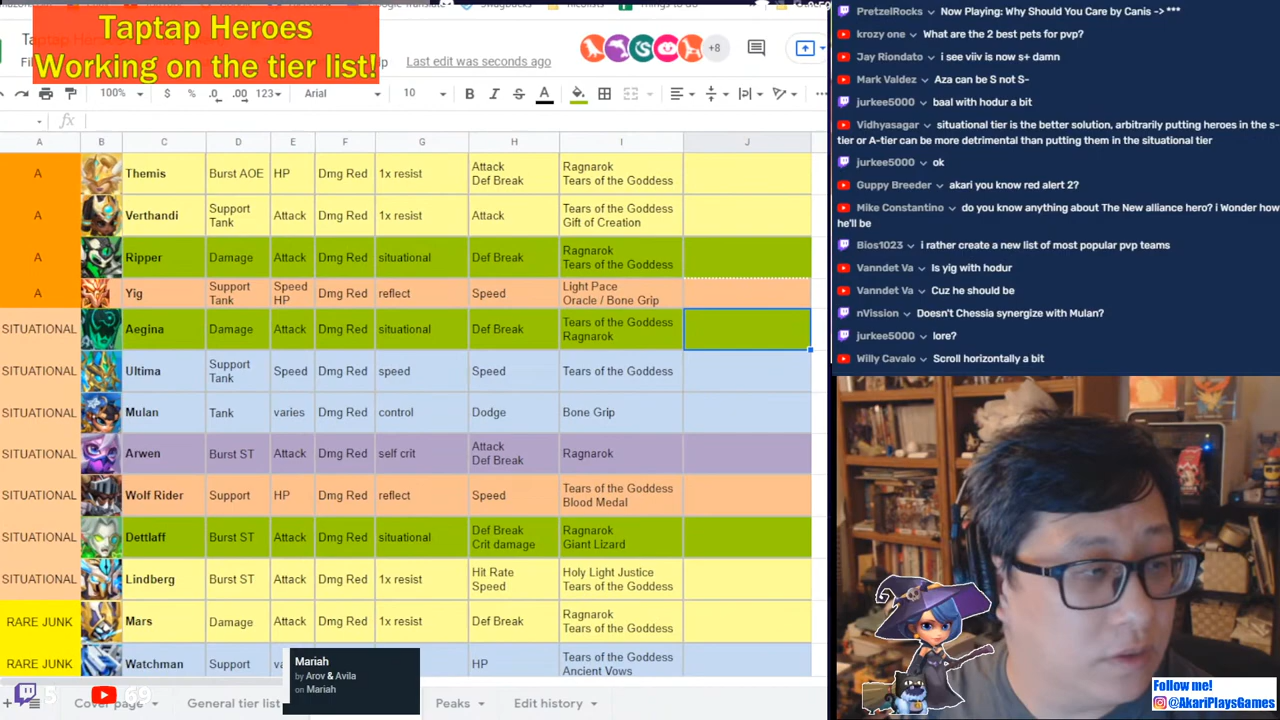 Taptap Heroes
Working on the tier list!
Last edit was seconds ago
+8
100%
$
%
.0
.00
123
Arial
10
B
I
A
fx
A B C D E F G H I J
A Themis Burst AOE HP Dmg Red 1x resist Attack Def Break Ragnarok Tears of the Goddess
A Verthandi Support Tank Attack Dmg Red 1x resist Attack Tears of the Goddess Gift of Creation
A Ripper Damage Attack Dmg Red situational Def Break Ragnarok Tears of the Goddess
A Yig Support Tank Speed HP Dmg Red reflect Speed Light Pace Oracle / Bone Grip
SITUATIONAL Aegina Damage Attack Dmg Red situational Def Break Tears of the Goddess Ragnarok
SITUATIONAL Ultima Support Tank Speed Dmg Red speed Speed Tears of the Goddess
SITUATIONAL Mulan Tank varies Dmg Red control Dodge Bone Grip
SITUATIONAL Arwen Burst ST Attack Dmg Red self crit Attack Def Break Ragnarok
SITUATIONAL Wolf Rider Support HP Dmg Red reflect Speed Tears of the Goddess Blood Medal
SITUATIONAL Dettlaff Burst ST Attack Dmg Red situational Def Break Crit damage Ragnarok Giant Lizard
SITUATIONAL Lindberg Burst ST Attack Dmg Red 1x resist Hit Rate Speed Holy Light Justice Tears of the Goddess
RARE JUNK Mars Damage Attack Dmg Red 1x resist Def Break Ragnarok Tears of the Goddess
RARE JUNK Watchman Support HP Tears of the Goddess Ancient Vows
Mariah
by Arov & Avila
on Mariah
5 69
Cover page
General tier list
Peaks
Edit history
PretzelRocks Now Playing: Why Should You Care by Canis -> ***
krozy one What are the 2 best pets for pvp?
Jay Riondato i see viiv is now s+ damn
Mark Valdez Aza can be S not S-
jurkee5000 baal with hodur a bit
Vidhyasagar situational tier is the better solution, arbitrarily putting heroes in the s-
tier or A-tier can be more detrimental than putting them in the situational tier
jurkee5000 ok
Guppy Breeder akari you know red alert 2?
Mike Constantino do you know anything about The New alliance hero? i Wonder how
he'll be
Bios1023 i rather create a new list of most popular pvp teams
Vanndet Va Is yig with hodur
Vanndet Va Cuz he should be
nVission Doesn't Chessia synergize with Mulan?
jurkee5000 lore?
Willy Cavalo Scroll horizontally a bit
Follow me!
@AkariPlaysGames